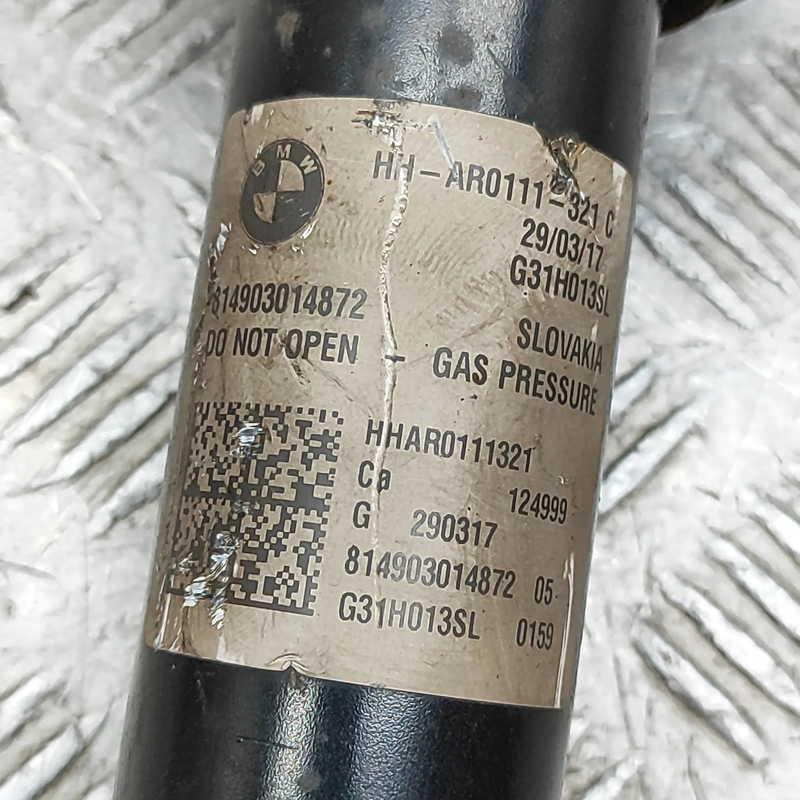 BMW
HH-AR0111-321 C
29/03/17
G31H013SL
814903014872
SLOVAKIA
DO NOT OPEN - GAS PRESSURE
HHAR0111321
Ca 124999
G 290317
814903014872 05
G31H013SL 0159